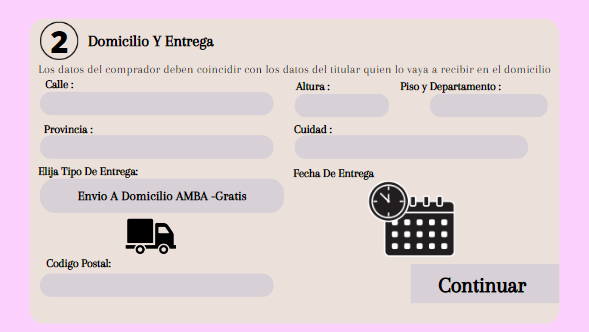 2 Domicilio Y Entrega
Los datos del comprador deben coincidir con los datos del titular quien lo vaya a recibir en el domicilio
Calle :
Altura :
Piso y Departamento :
Provincia :
Cuidad :
Elija Tipo De Entrega:
Fecha De Entrega
Envio A Domicilio AMBA -Gratis
Codigo Postal:
Continuar